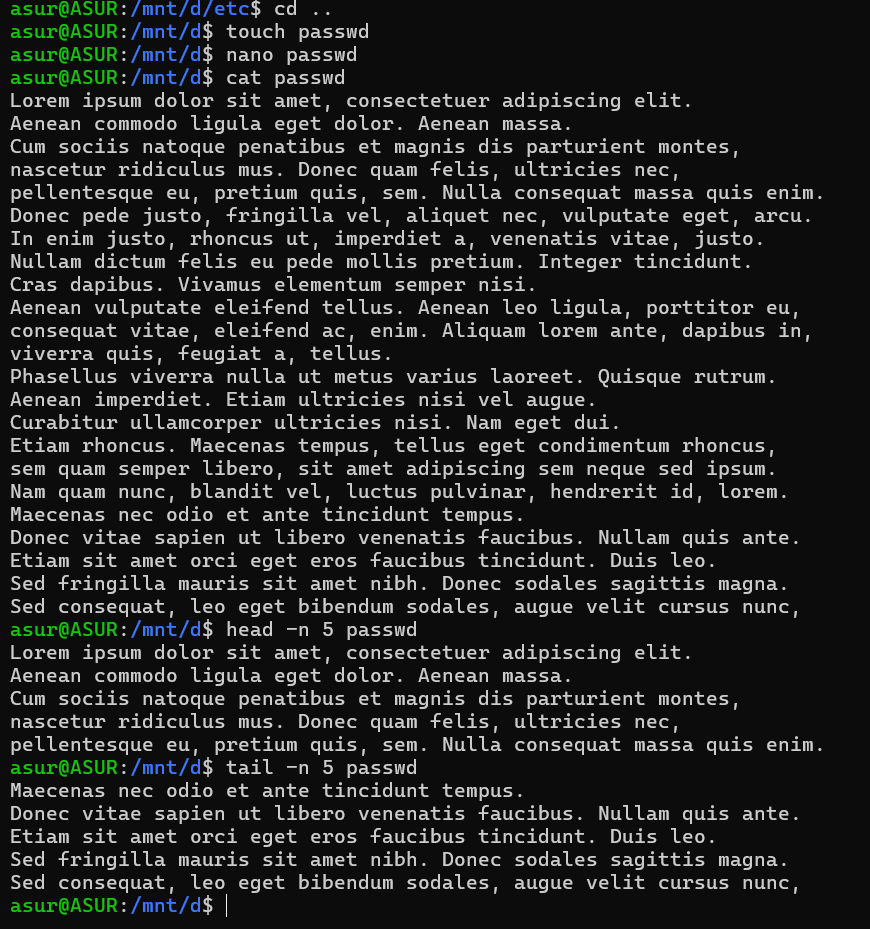 asur@ASUR:/mnt/d/etc$ cd ..
asur@ASUR:/mnt/d$ touch passwd
asur@ASUR:/mnt/d$ nano passwd
asur@ASUR:/mnt/d$ cat passwd
Lorem ipsum dolor sit amet, consectetuer adipiscing elit.
Aenean commodo ligula eget dolor. Aenean massa.
Cum sociis natoque penatibus et magnis dis parturient montes,
nascetur ridiculus mus. Donec quam felis, ultricies nec,
pellentesque eu, pretium quis, sem. Nulla consequat massa quis enim.
Donec pede justo, fringilla vel, aliquet nec, vulputate eget, arcu.
In enim justo, rhoncus ut, imperdiet a, venenatis vitae, justo.
Nullam dictum felis eu pede mollis pretium. Integer tincidunt.
Cras dapibus. Vivamus elementum semper nisi.
Aenean vulputate eleifend tellus. Aenean leo ligula, porttitor eu,
consequat vitae, eleifend ac, enim. Aliquam lorem ante, dapibus in,
viverra quis, feugiat a, tellus.
Phasellus viverra nulla ut metus varius laoreet. Quisque rutrum.
Aenean imperdiet. Etiam ultricies nisi vel augue.
Curabitur ullamcorper ultricies nisi. Nam eget dui.
Etiam rhoncus. Maecenas tempus, tellus eget condimentum rhoncus,
sem quam semper libero, sit amet adipiscing sem neque sed ipsum.
Nam quam nunc, blandit vel, luctus pulvinar, hendrerit id, lorem.
Maecenas nec odio et ante tincidunt tempus.
Donec vitae sapien ut libero venenatis faucibus. Nullam quis ante.
Etiam sit amet orci eget eros faucibus tincidunt. Duis leo.
Sed fringilla mauris sit amet nibh. Donec sodales sagittis magna.
Sed consequat, leo eget bibendum sodales, augue velit cursus nunc,
asur@ASUR:/mnt/d$ head -n 5 passwd
Lorem ipsum dolor sit amet, consectetuer adipiscing elit.
Aenean commodo ligula eget dolor. Aenean massa.
Cum sociis natoque penatibus et magnis dis parturient montes,
nascetur ridiculus mus. Donec quam felis, ultricies nec,
pellentesque eu, pretium quis, sem. Nulla consequat massa quis enim.
asur@ASUR:/mnt/d$ tail -n 5 passwd
Maecenas nec odio et ante tincidunt tempus.
Donec vitae sapien ut libero venenatis faucibus. Nullam quis ante.
Etiam sit amet orci eget eros faucibus tincidunt. Duis leo.
Sed fringilla mauris sit amet nibh. Donec sodales sagittis magna.
Sed consequat, leo eget bibendum sodales, augue velit cursus nunc,
asur@ASUR:/mnt/d$